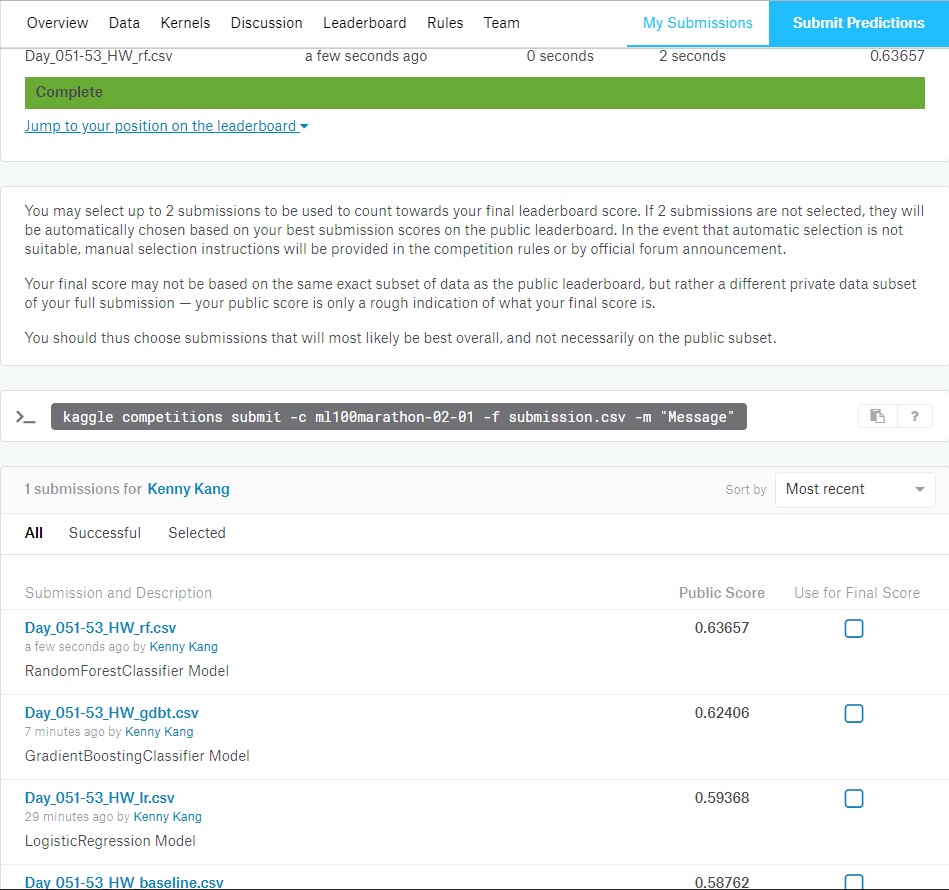 Overview Data Kernels Discussion Leaderboard Rules Team My Submissions Submit Predictions
Day_051-53_HW_rf.csv a few seconds ago 0 seconds 2 seconds 0.63657
Complete
Jump to your position on the leaderboard
You may select up to 2 submissions to be used to count towards your final leaderboard score. If 2 submissions are not selected, they will
be automatically chosen based on your best submission scores on the public leaderboard. In the event that automatic selection is not
suitable, manual selection instructions will be provided in the competition rules or by official forum announcement.
Your final score may not be based on the same exact subset of data as the public leaderboard, but rather a different private data subset
of your full submission — your public score is only a rough indication of what your final score is.
You should thus choose submissions that will most likely be best overall, and not necessarily on the public subset.
>_ kaggle competitions submit -c ml100marathon-02-01 -f submission.csv -m "Message" ?
1 submissions for Kenny Kang Sort by Most recent
All Successful Selected
Submission and Description Public Score Use for Final Score
Day_051-53_HW_rf.csv 0.63657
a few seconds ago by Kenny Kang
RandomForestClassifier Model
Day_051-53_HW_gdbt.csv 0.62406
7 minutes ago by Kenny Kang
GradientBoostingClassifier Model
Day_051-53_HW_lr.csv 0.59368
29 minutes ago by Kenny Kang
LogisticRegression Model
Day_051-53_HW_baseline.csv 0.58762